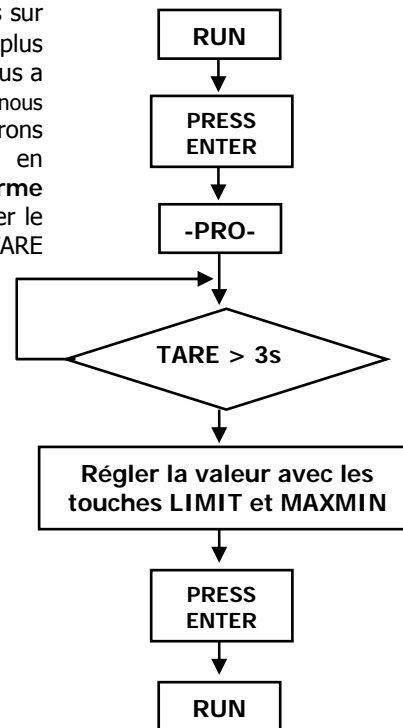 s sur
plus
us a
nous
rons
en
rme
er le
TARE
RUN
PRESS
ENTER
-PRO-
TARE > 3s
Régler la valeur avec les
touches LIMIT et MAXMIN
PRESS
ENTER
RUN